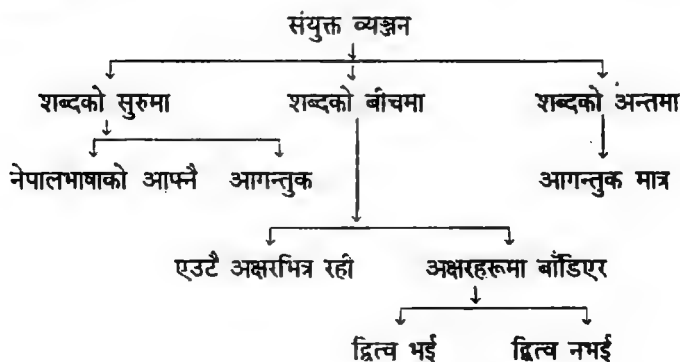 संयुक्त व्यञ्जन
शब्दको सुरुमा शब्दको बीचमा शब्दको अन्तमा
नेपालभाषाको आफ्नै आगन्तुक आगन्तुक मात्र
एउटै अक्षरभित्र रही अक्षरहरूमा बाँडिएर
द्वित्व भई द्वित्व नभई